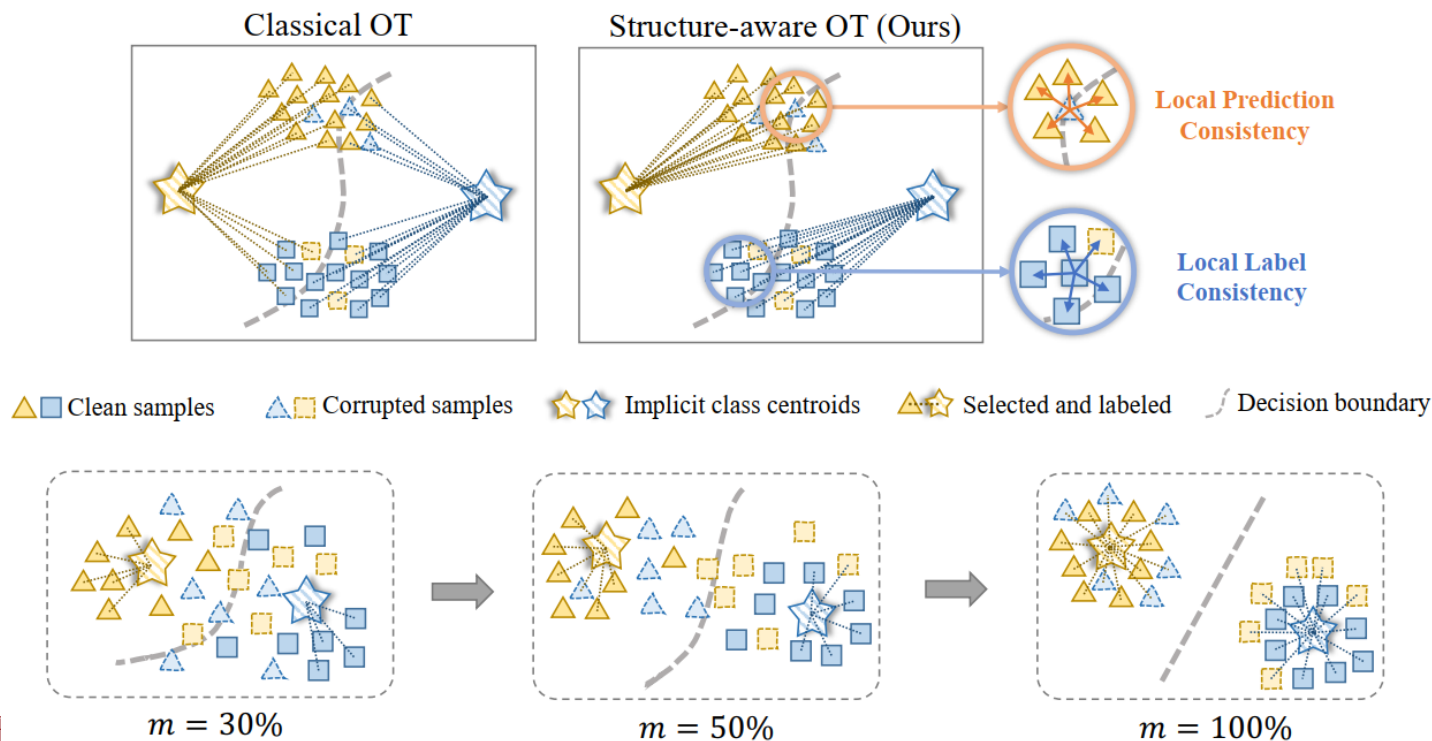 Classical OT
Structure-aware OT (Ours)
Local Prediction
Consistency
Local Label
Consistency
Clean samples
Corrupted samples
Implicit class centroids
Selected and labeled
Decision boundary
m = 30%
m = 50%
m = 100%